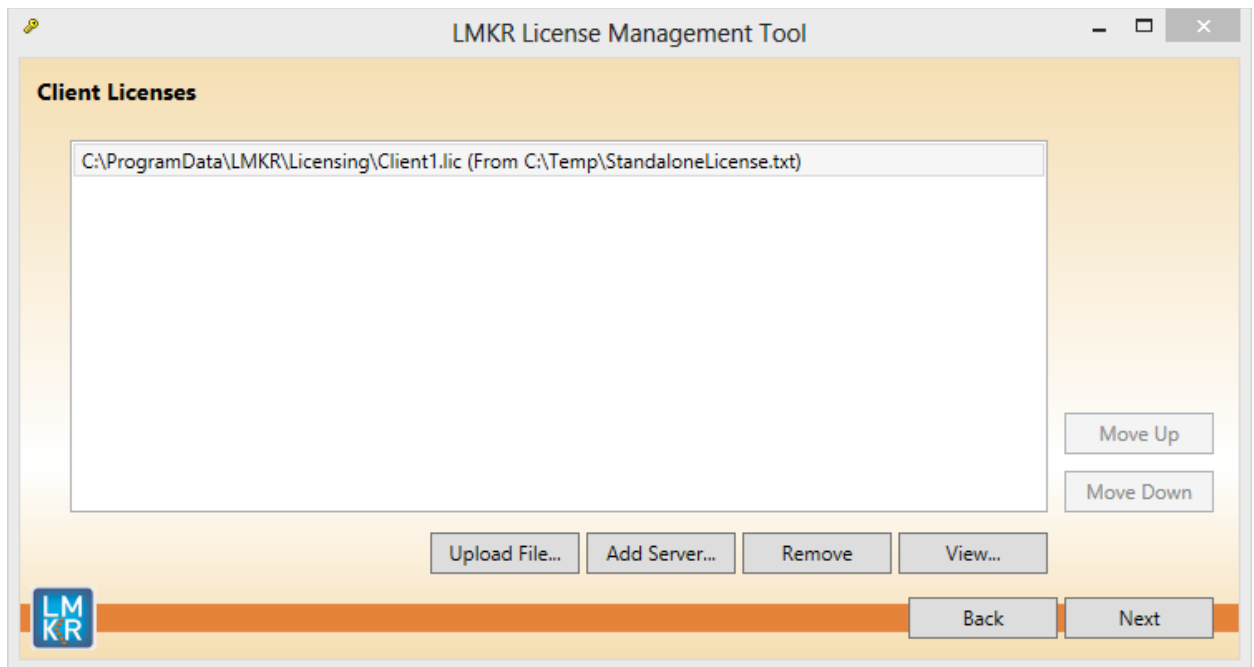 LMKR License Management Tool
Client Licenses
C:\ProgramData\LMKR\Licensing\Client1.lic (From C:\Temp\StandaloneLicense.txt)
Move Up
Move Down
Upload File... Add Server... Remove View...
LM
KR
Back Next